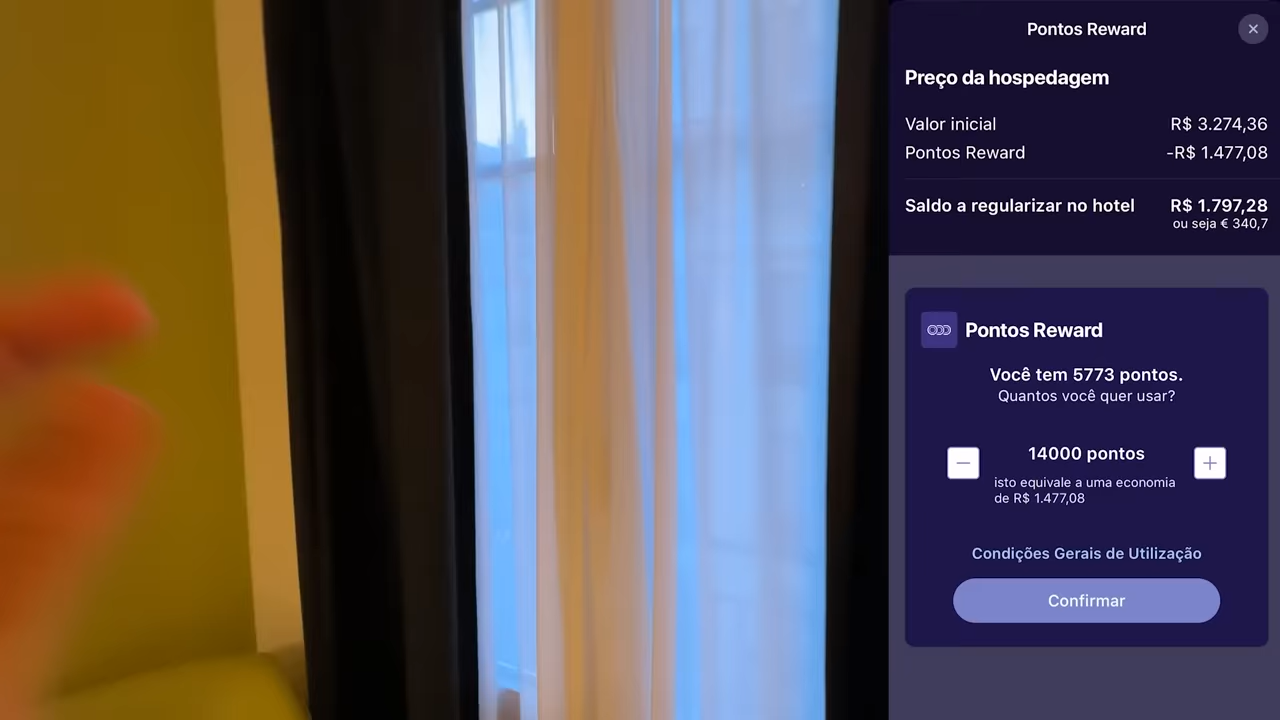 Pontos Reward
Preço da hospedagem
Valor inicial R$ 3.274,36
Pontos Reward -R$ 1.477,08
Saldo a regularizar no hotel R$ 1.797,28
ou seja € 340,7
Pontos Reward
Você tem 5773 pontos.
Quantos você quer usar?
14000 pontos
isto equivale a uma economia
de R$ 1.477,08
Condições Gerais de Utilização
Confirmar